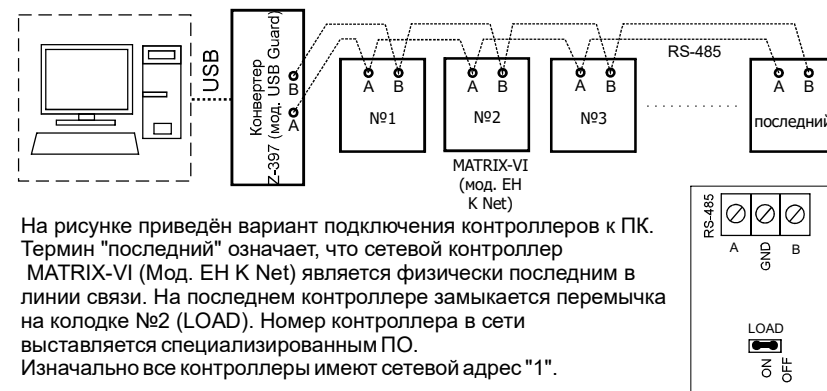 USB
Конвертер
Z-397 (мод. USB Guard)
B
A
A B
№1
A B
№2
A B
№3
RS-485
A B
последний
MATRIX-VI
(мод. EH
K Net)
На рисунке приведён вариант подключения контроллеров к ПК.
Термин "последний" означает, что сетевой контроллер
MATRIX-VI (Мод. EH K Net) является физически последним в
линии связи. На последнем контроллере замыкается перемычка
на колодке №2 (LOAD). Номер контроллера в сети
выставляется специализированным ПО.
Изначально все контроллеры имеют сетевой адрес "1".
RS-485
A GND B
LOAD
ON OFF